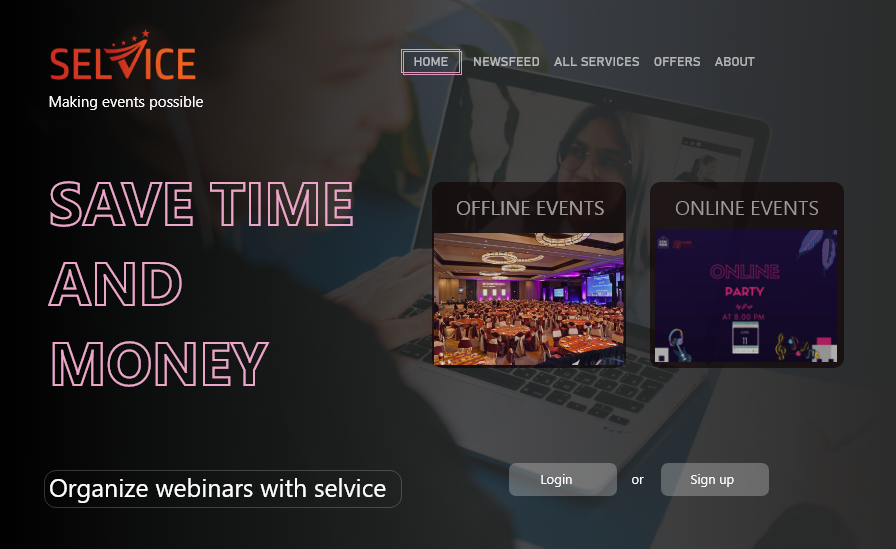 SELVICE
Making events possible
HOME NEWSFEED ALL SERVICES OFFERS ABOUT
SAVE TIME
AND
MONEY
OFFLINE EVENTS
ONLINE EVENTS
ONLINE
PARTY
AT 8.00 PM
11
Organize webinars with selvice
Login or Sign up